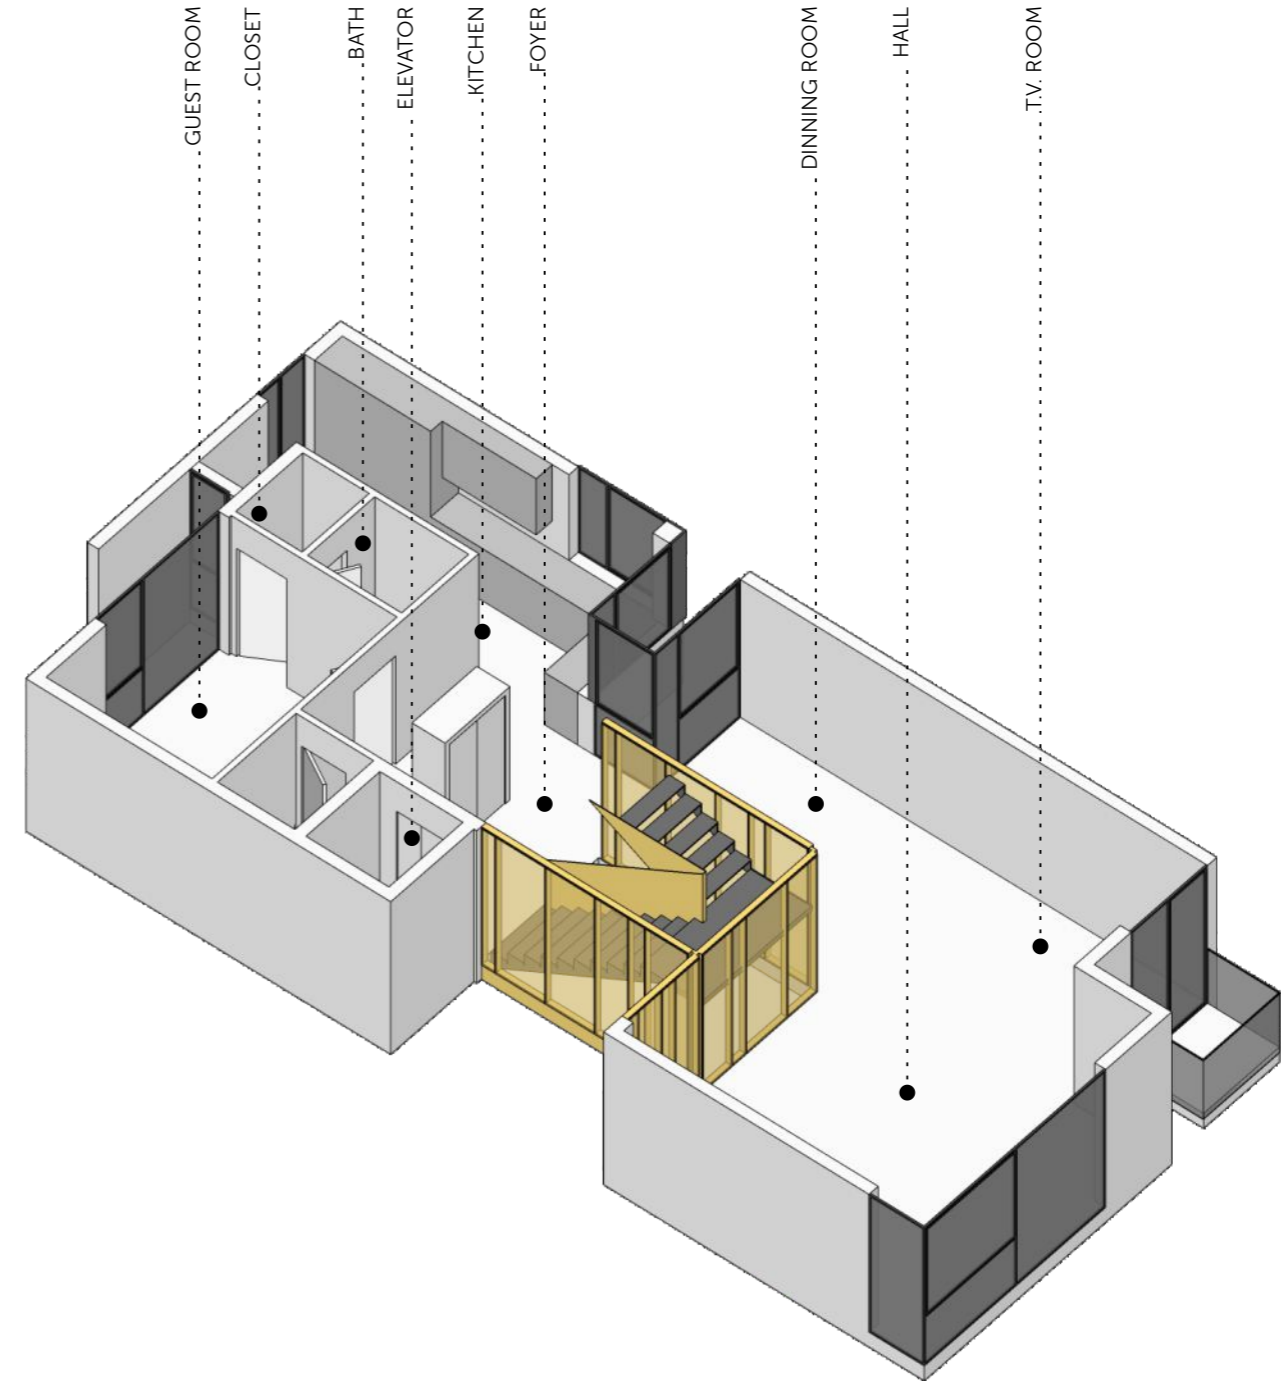 GUEST ROOM
CLOSET
BATH
ELEVATOR
KITCHEN
FOYER
DINNING ROOM
HALL
T.V. ROOM